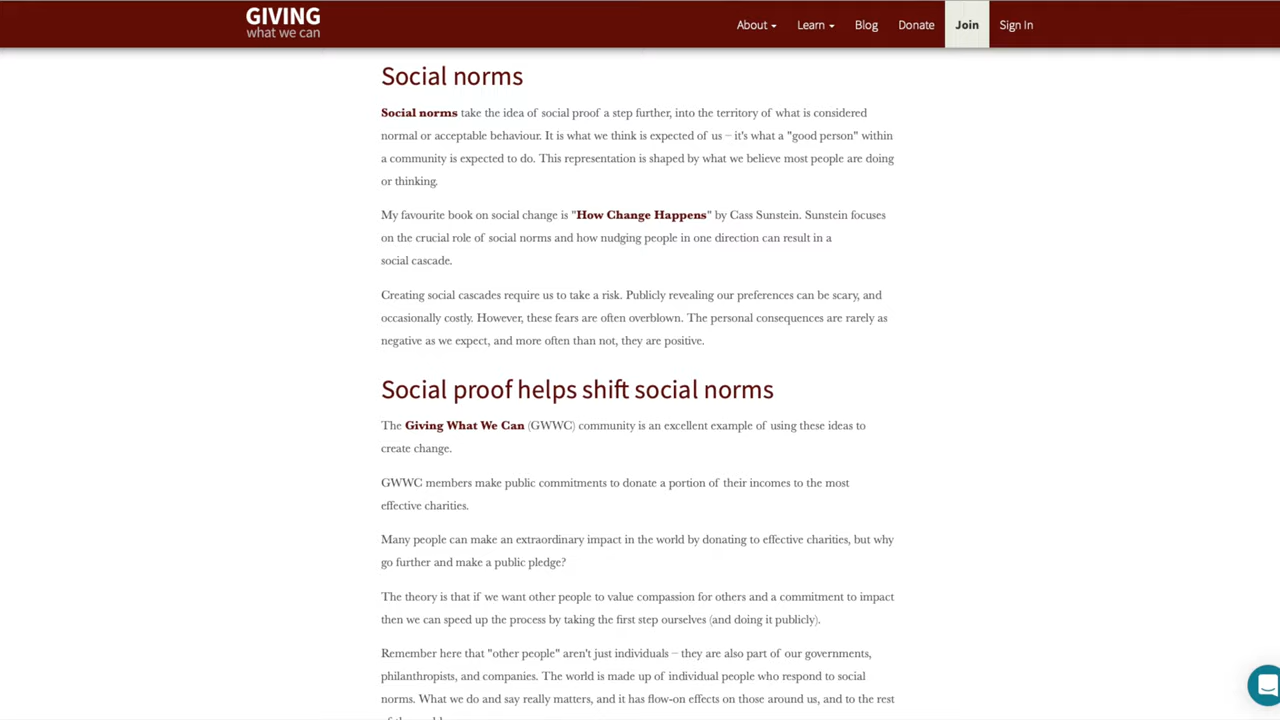 GIVING
what we can
About
Learn
Blog
Donate
Join
Sign In
Social norms
Social norms take the idea of social proof a step further, into the territory of what is considered
normal or acceptable behaviour. It is what we think is expected of us – it's what a "good person" within
a community is expected to do. This representation is shaped by what we believe most people are doing
or thinking.
My favourite book on social change is "How Change Happens" by Cass Sunstein. Sunstein focuses
on the crucial role of social norms and how nudging people in one direction can result in a
social cascade.
Creating social cascades require us to take a risk. Publicly revealing our preferences can be scary, and
occasionally costly. However, these fears are often overblown. The personal consequences are rarely as
negative as we expect, and more often than not, they are positive.
Social proof helps shift social norms
The Giving What We Can (GWWC) community is an excellent example of using these ideas to
create change.
GWWC members make public commitments to donate a portion of their incomes to the most
effective charities.
Many people can make an extraordinary impact in the world by donating to effective charities, but why
go further and make a public pledge?
The theory is that if we want other people to value compassion for others and a commitment to impact
then we can speed up the process by taking the first step ourselves (and doing it publicly).
Remember here that "other people" aren't just individuals – they are also part of our governments,
philanthropists, and companies. The world is made up of individual people who respond to social
norms. What we do and say really matters, and it has flow-on effects on those around us, and to the rest